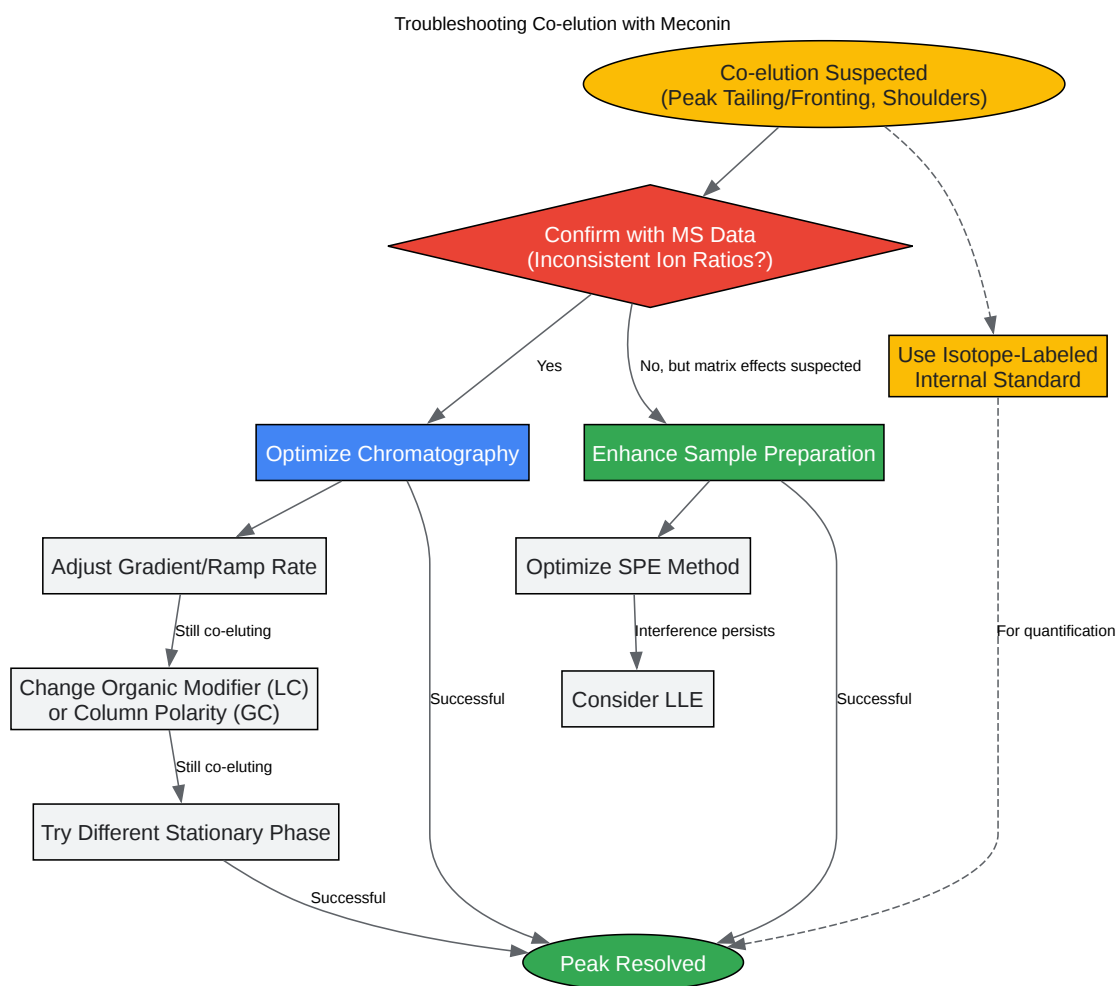 Troubleshooting Co-elution with Meconin
Co-elution Suspected
(Peak Tailing/Fronting, Shoulders)
Confirm with MS Data
(Inconsistent Ion Ratios?)
Use Isotope-Labeled
Internal Standard
Yes
No, but matrix effects suspected
Optimize Chromatography
Enhance Sample Preparation
Adjust Gradient/Ramp Rate
Optimize SPE Method
Still co-eluting
Interference persists
For quantification
Change Organic Modifier (LC)
or Column Polarity (GC)
Successful
Consider LLE
Successful
Still co-eluting
Try Different Stationary Phase
Successful
Peak Resolved